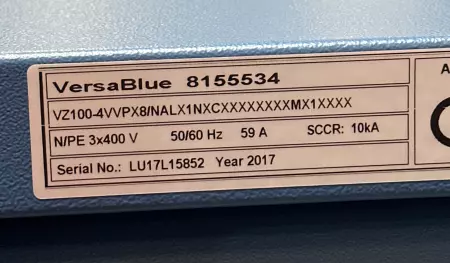 VersaBlue 8155534
VZ100-4VVPX8/NALX1NXCXXXXXXXXMX1XXXX
N/PE 3x400 V 50/60 Hz 59 A SCCR: 10kA
Serial No.: LU17L15852 Year 2017